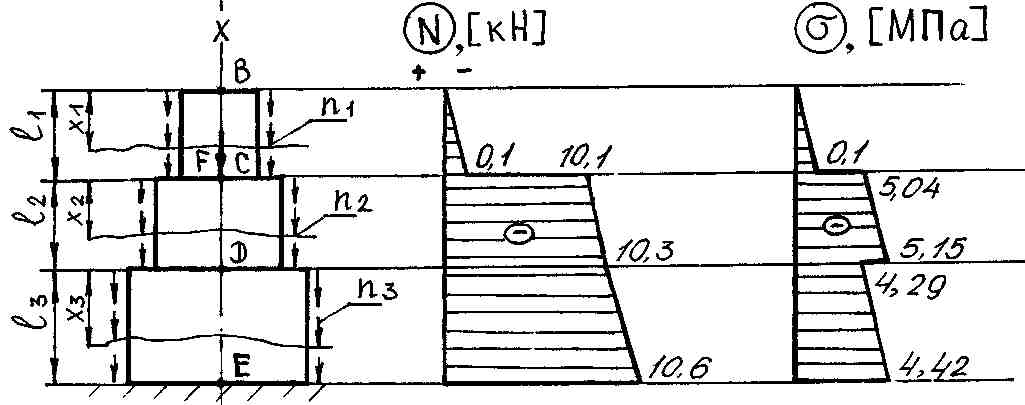 x
B
N, [кН]
σ, [МПа]
+ -
ℓ1
x1
n1
F
C
0,1
10,1
0,1
5,04
ℓ2
x2
n2
D
-
10,3
-
5,15
4,29
ℓ3
x3
n3
E
10,6
4,42